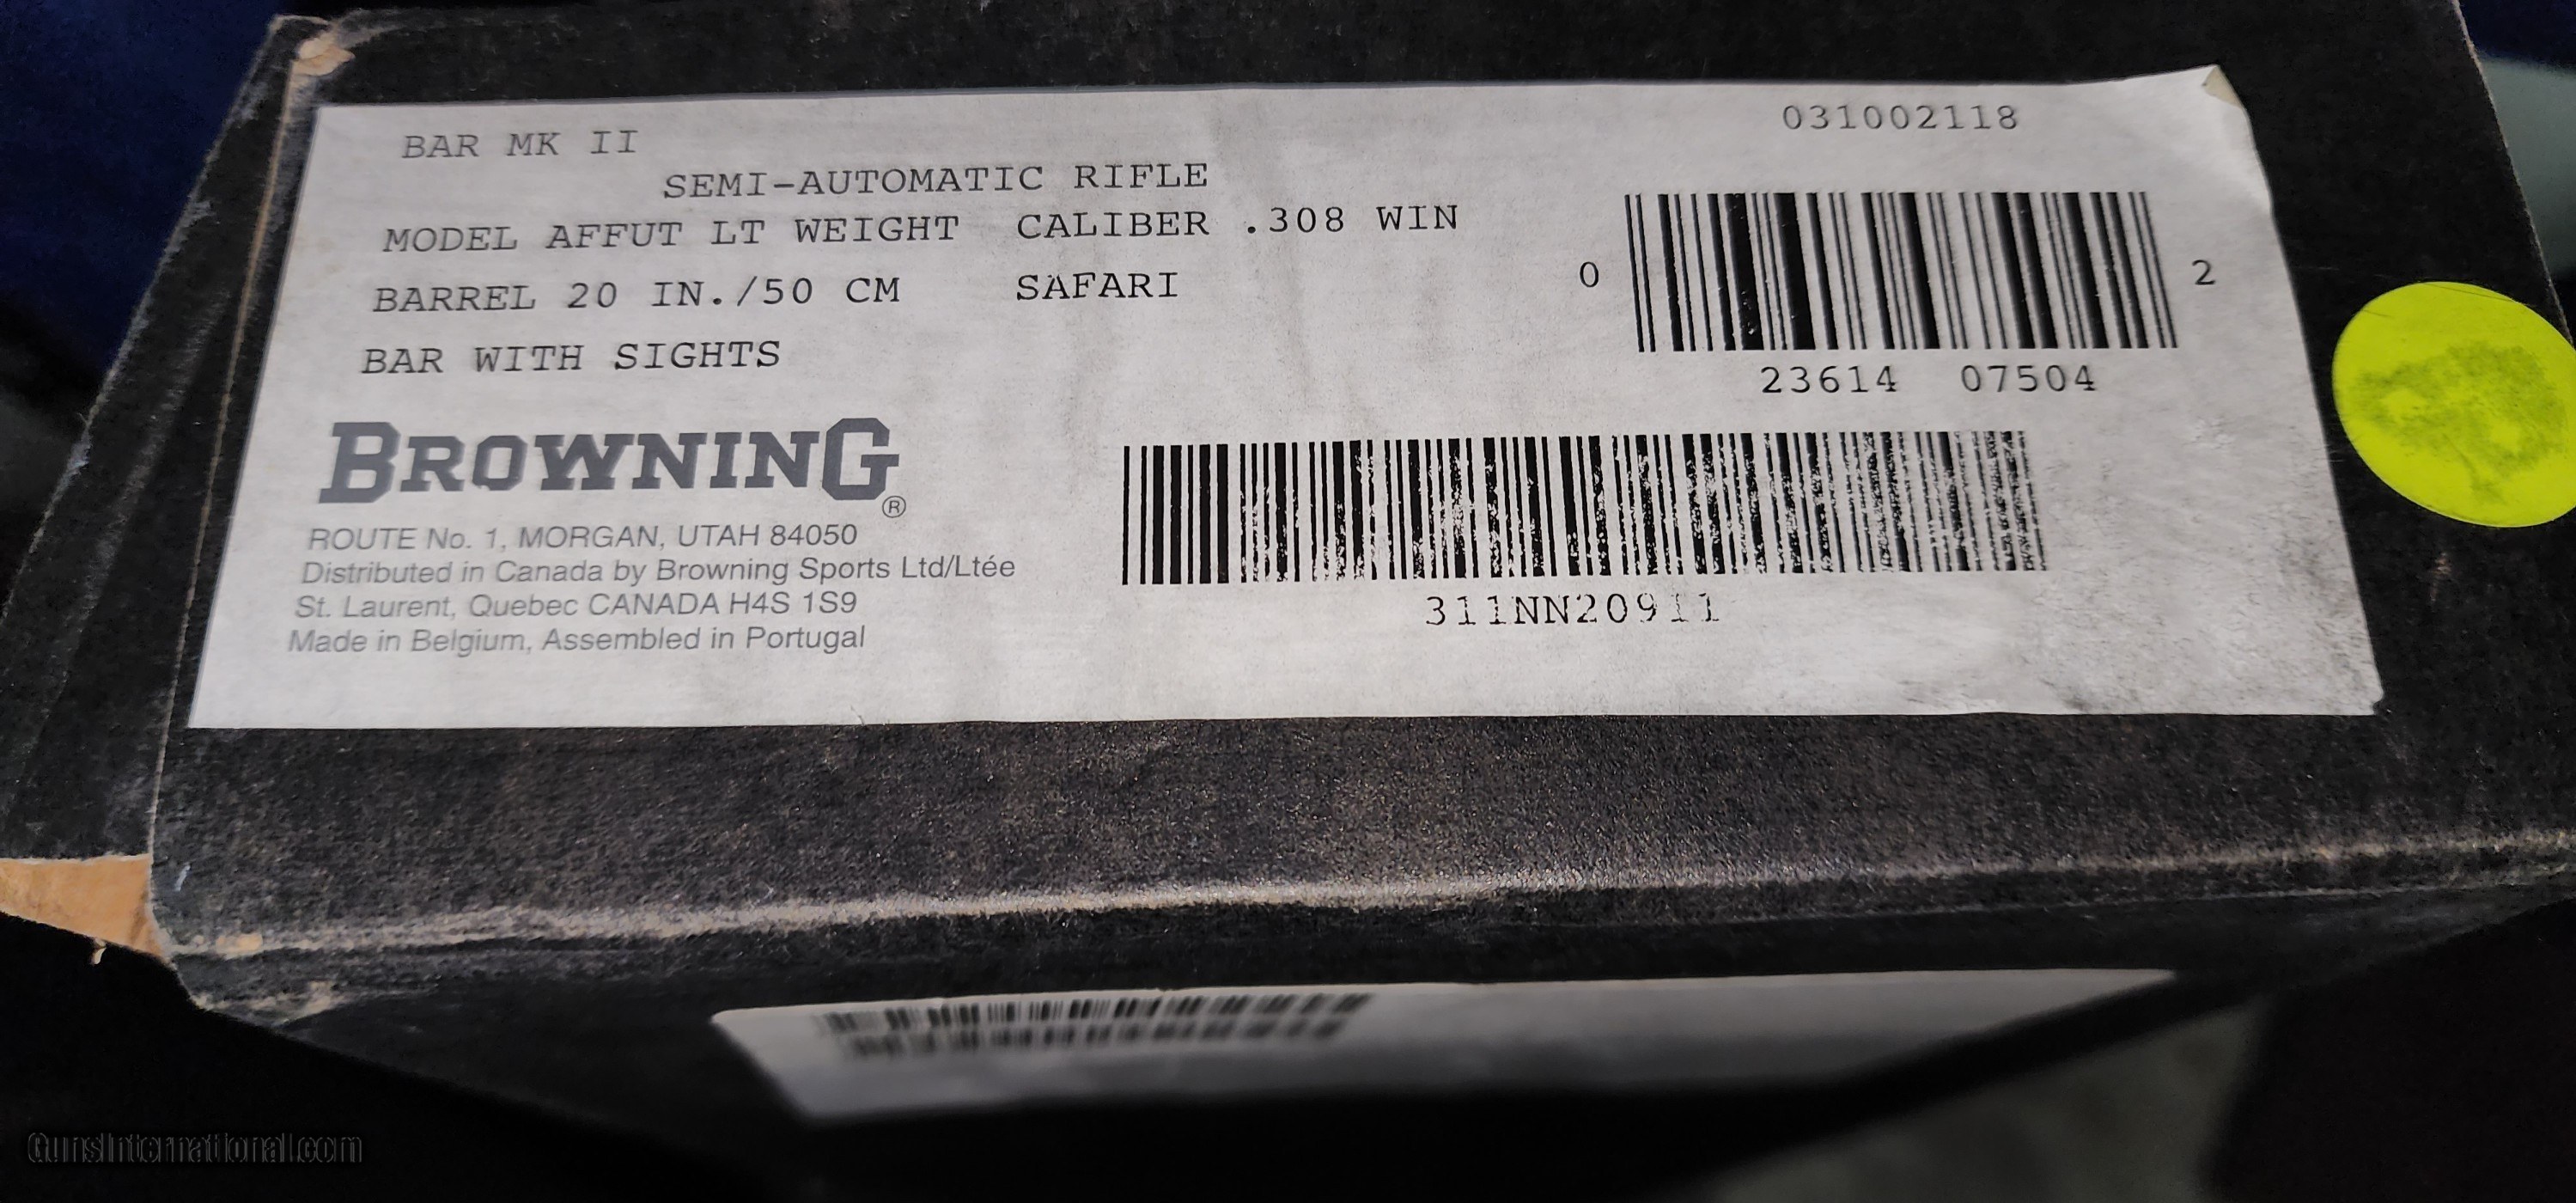 031002118
BAR MK II
SEMI-AUTOMATIC RIFLE
MODEL AFFUT LT WEIGHT CALIBER .308 WIN
BARREL 20 IN./50 CM SAFARI
BAR WITH SIGHTS
0 2
23614 07504
BROWNING®
ROUTE No. 1, MORGAN, UTAH 84050
Distributed in Canada by Browning Sports Ltd/Ltée
St. Laurent, Quebec CANADA H4S 1S9
Made in Belgium, Assembled in Portugal
311NN20911
GunsInternational.com